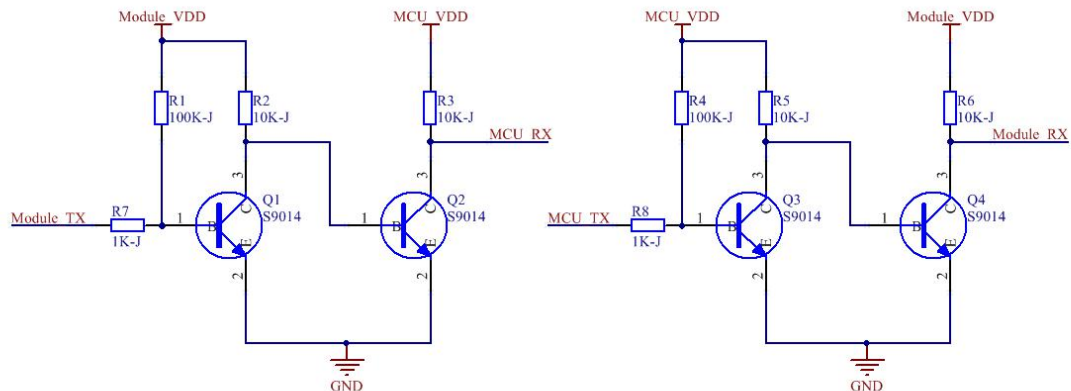 Module_VDD
MCU_VDD
MCU_VDD
Module_VDD
R1
100K-J
R2
10K-J
R3
10K-J
R4
100K-J
R5
10K-J
R6
10K-J
MCU_RX
Module_RX
3
Q1
S9014
3
Q2
S9014
3
Q3
S9014
3
Q4
S9014
Module_TX
R7
1K-J
1
B
C
E
2
1
B
C
E
2
MCU_TX
R8
1K-J
1
B
C
E
2
1
B
C
E
2
GND
GND